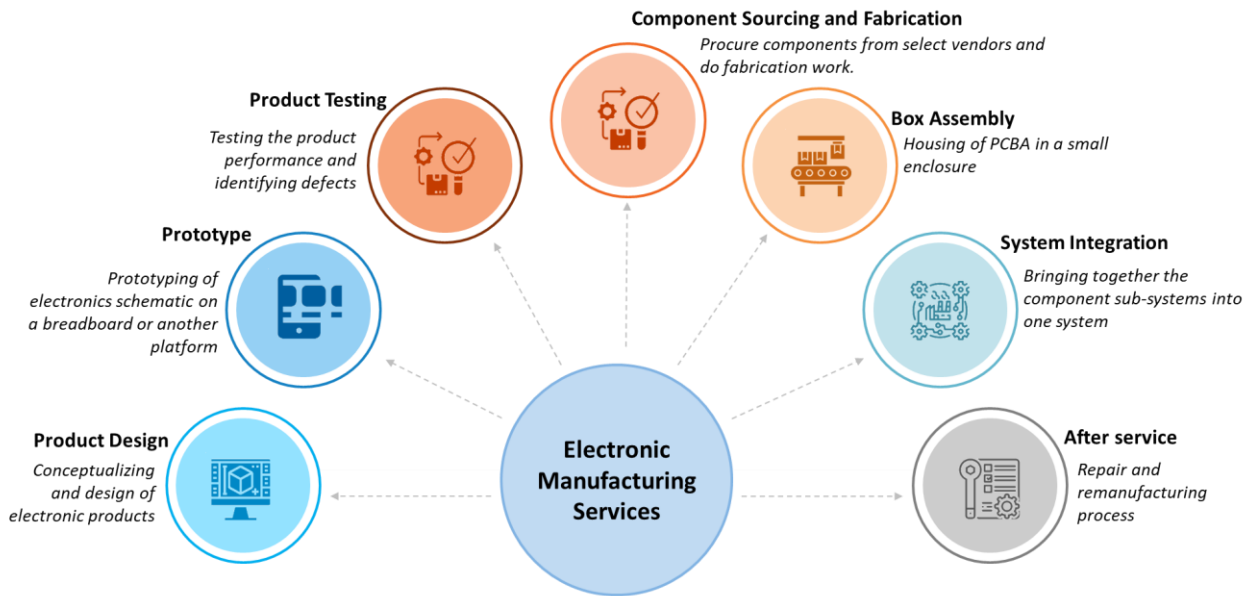 Component Sourcing and Fabrication
Procure components from select vendors and
do fabrication work.
Product Testing
Testing the product
performance and
identifying defects
Box Assembly
Housing of PCBA in a small
enclosure
Prototype
Prototyping of
electronics schematic on
a breadboard or another
platform
System Integration
Bringing together the
component sub-systems into
one system
Product Design
Conceptualizing
and design of
electronic products
Electronic
Manufacturing
Services
After service
Repair and
remanufacturing
process